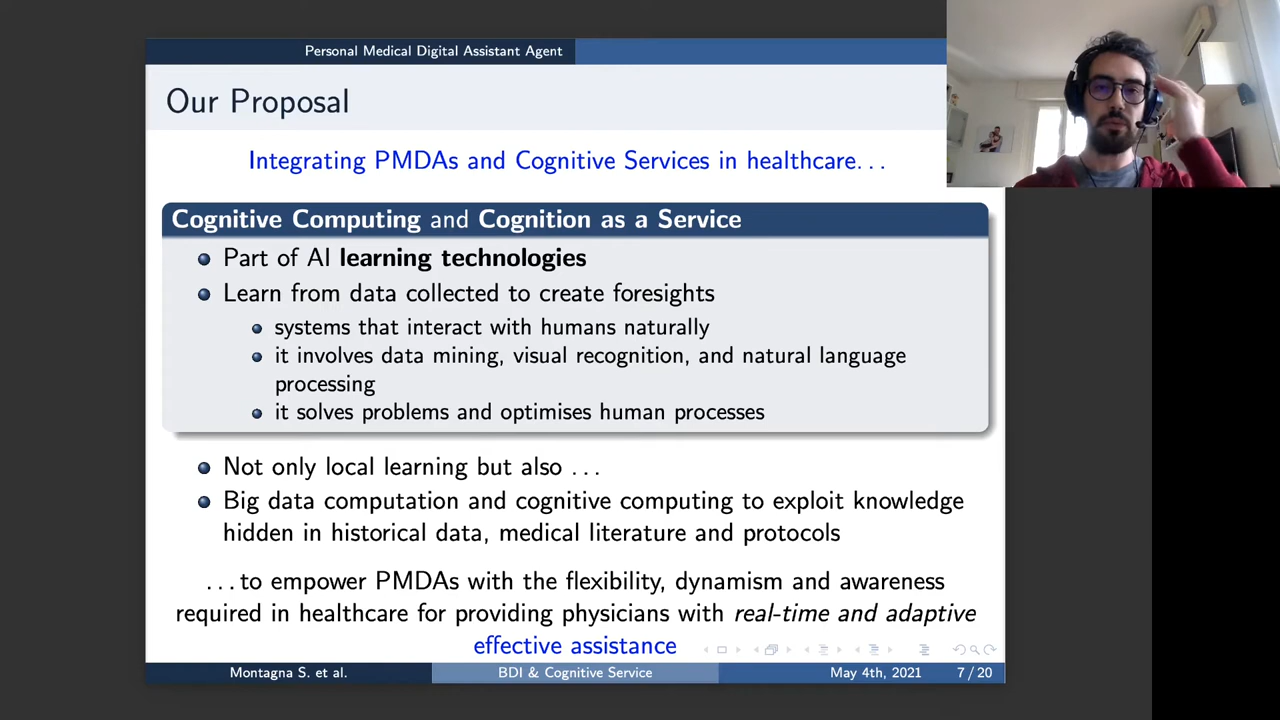 Personal Medical Digital Assistant Agent
Our Proposal
Integrating PMDAs and Cognitive Services in healthcare...
Cognitive Computing and Cognition as a Service
Part of AI learning technologies
Learn from data collected to create foresights
systems that interact with humans naturally
it involves data mining, visual recognition, and natural language
processing
it solves problems and optimises human processes
Not only local learning but also ...
Big data computation and cognitive computing to exploit knowledge
hidden in historical data, medical literature and protocols
...to empower PMDAs with the flexibility, dynamism and awareness
required in healthcare for providing physicians with real-time and adaptive
effective assistance
Montagna S. et al.
BDI & Cognitive Service
May 4th, 2021
7 / 20